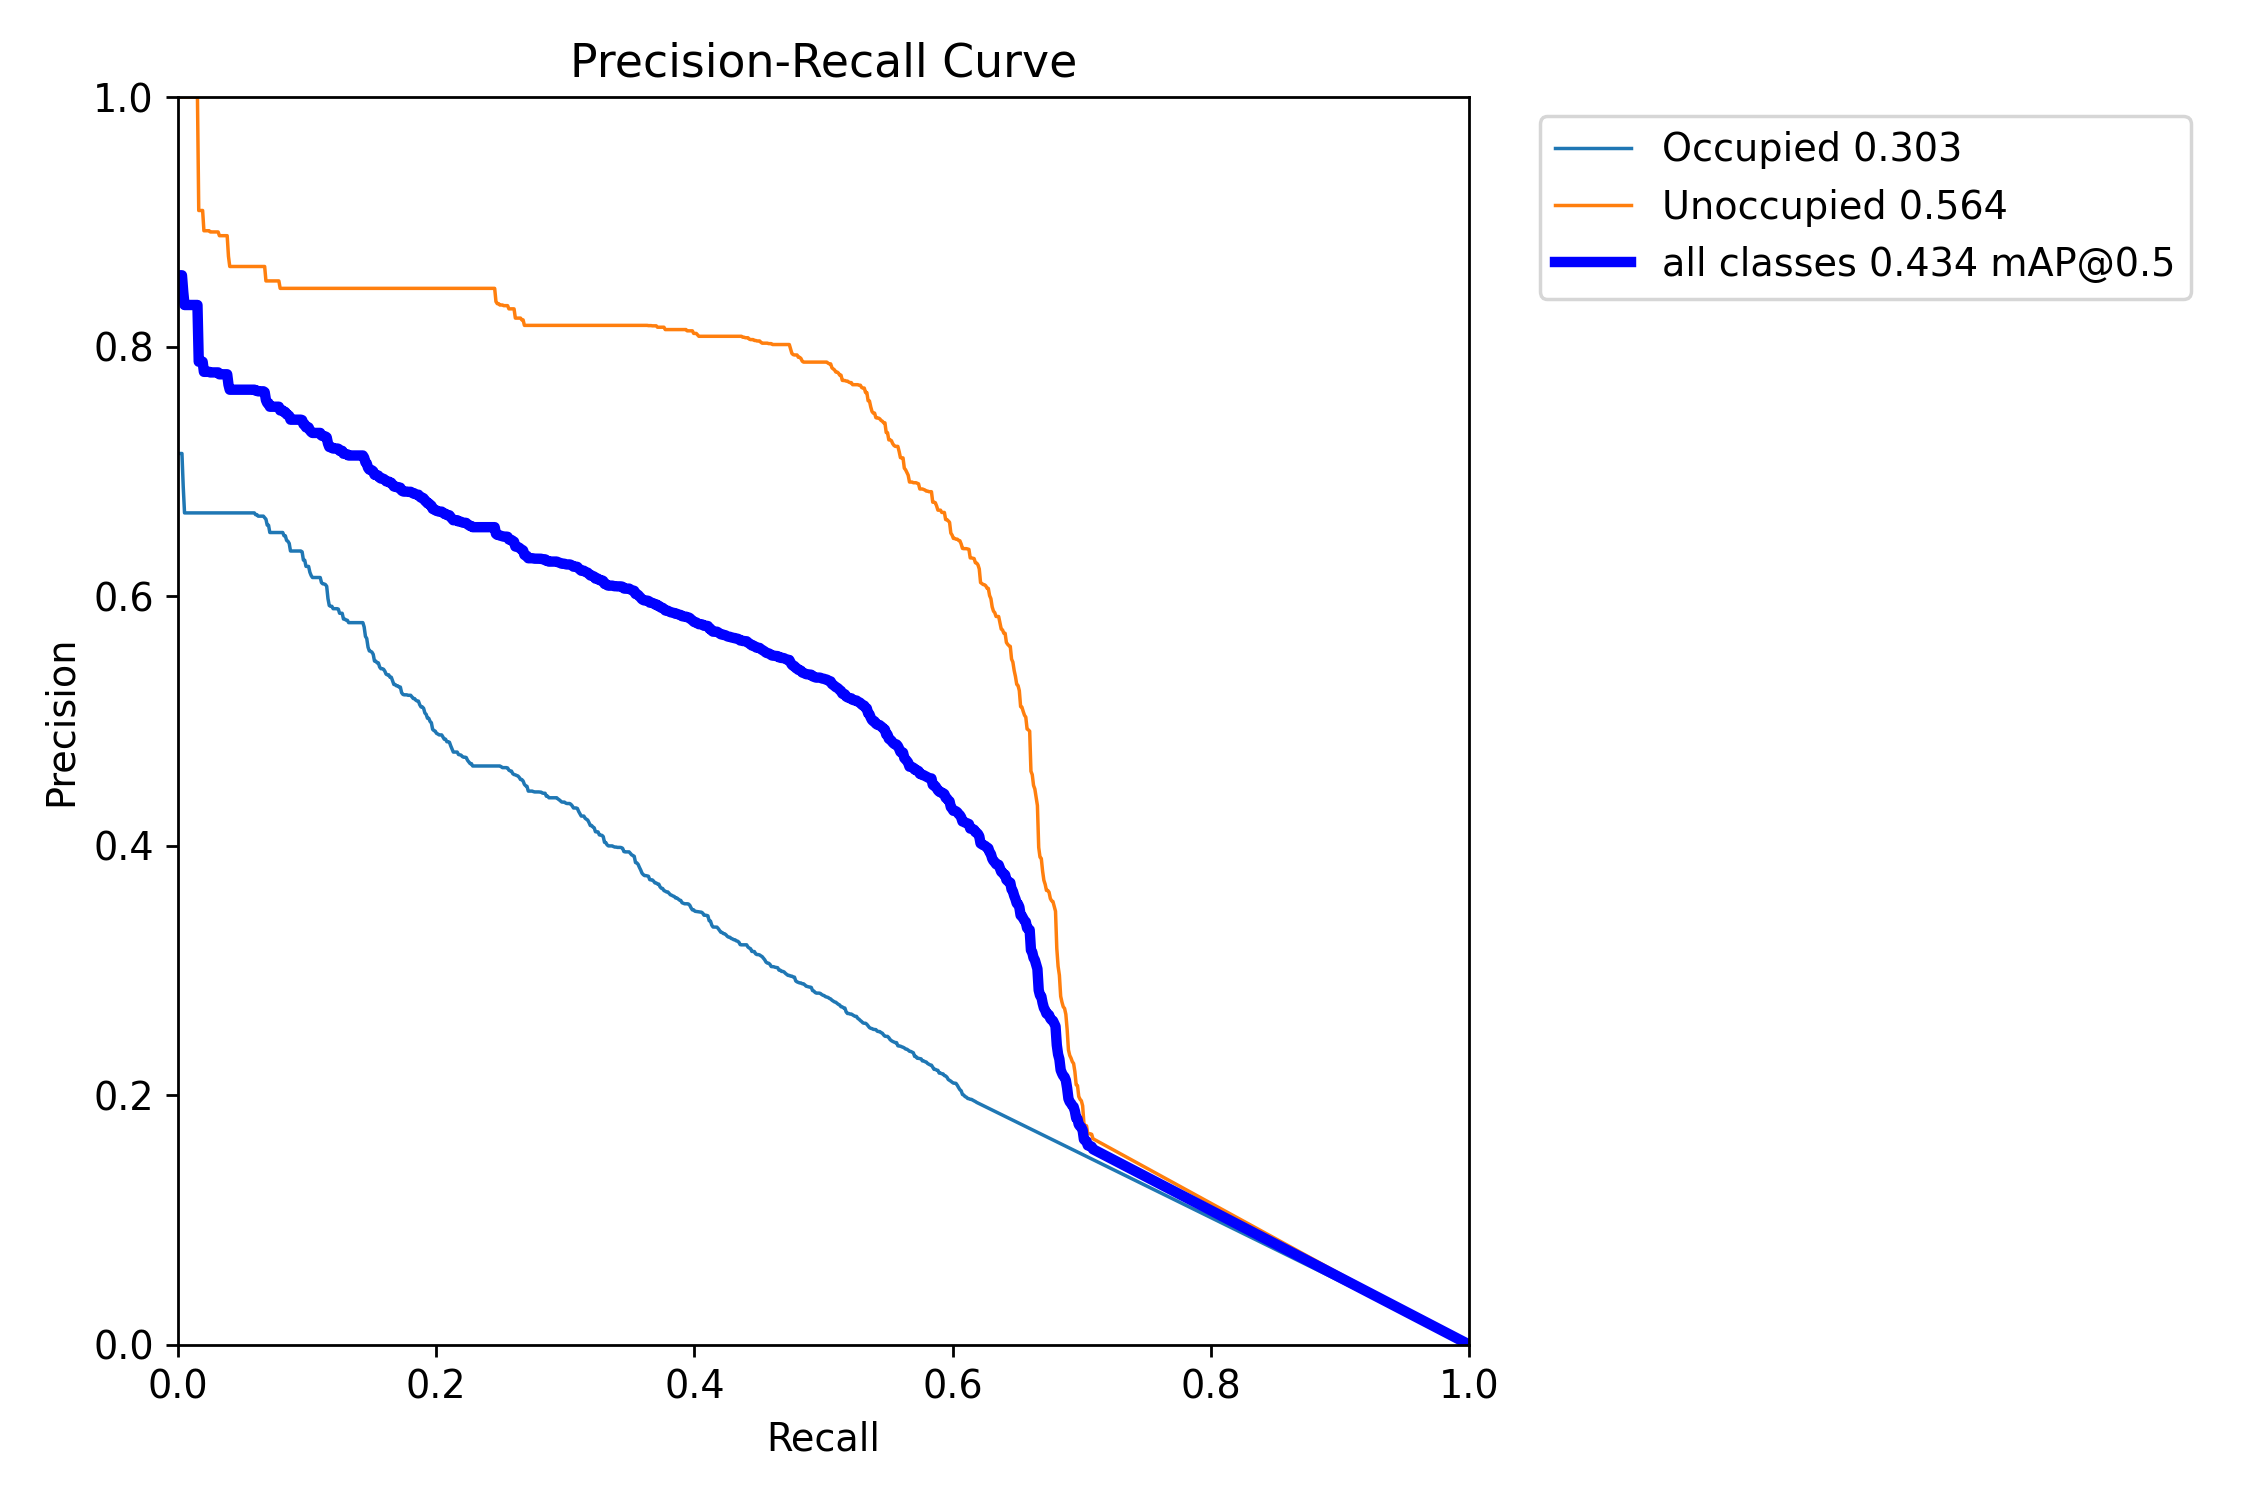 Precision-Recall Curve
1.0
0.8
0.6
0.4
0.2
0.0
Precision
0.0 0.2 0.4 0.6 0.8 1.0
Recall
Occupied 0.303
Unoccupied 0.564
all classes 0.434 mAP@0.5